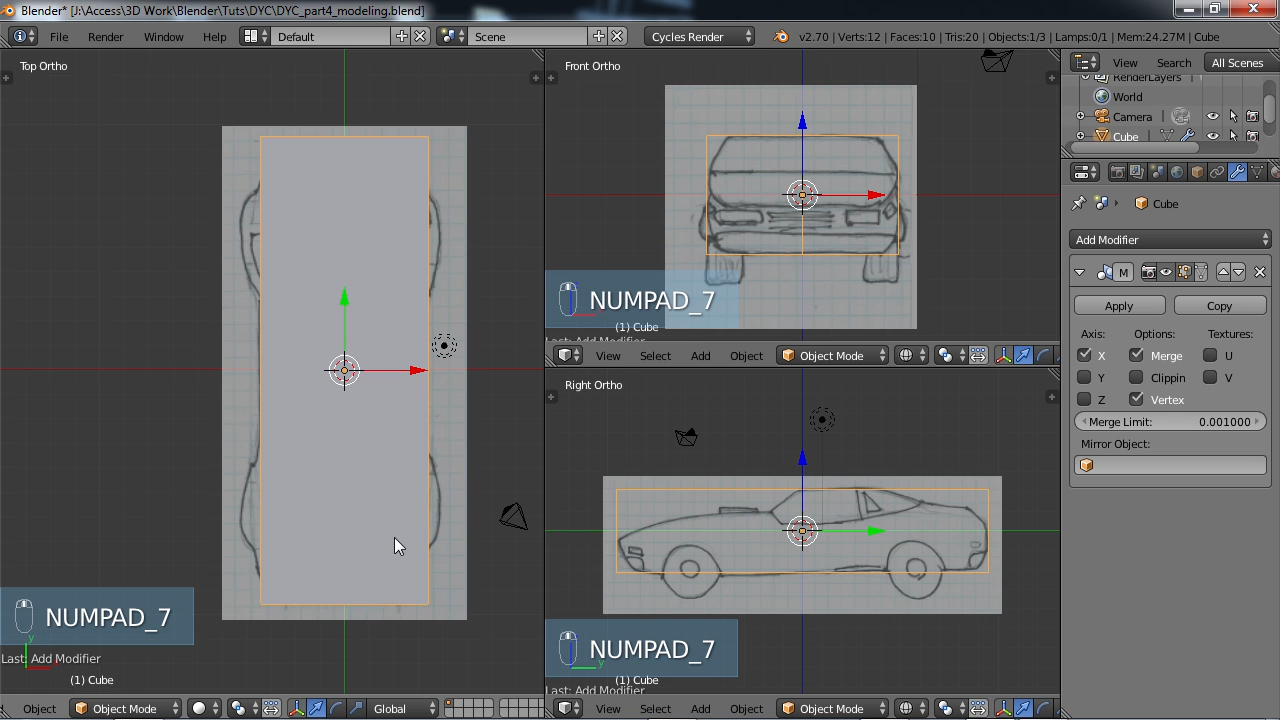 Blender* [J:\Access\3D Work\Blender\Tuts\DYC\DYC_part4_modeling.blend]
File Render Window Help Default Scene Cycles Render v2.70 | Verts:12 | Faces:10 | Tris:20 | Objects:1/3 | Lamps:0/1 | Mem:24.27M | Cube
Top Ortho
Front Ortho
View Search All Scenes
RenderLayers
World
Camera
Cube
Cube
Add Modifier
M
Apply Copy
Axis: Options: Textures:
X Merge U
Y Clippin V
Z Vertex
Merge Limit: 0.001000
Mirror Object:
NUMPAD_7
(1) Cube
Last: Add Modifier
View Select Add Object Object Mode
Right Ortho
NUMPAD_7
y
(1) Cube
Last: Add Modifier
View Select Add Object Object Mode
NUMPAD_7
y
Last: Add Modifier
(1) Cube
Object Object Mode Global